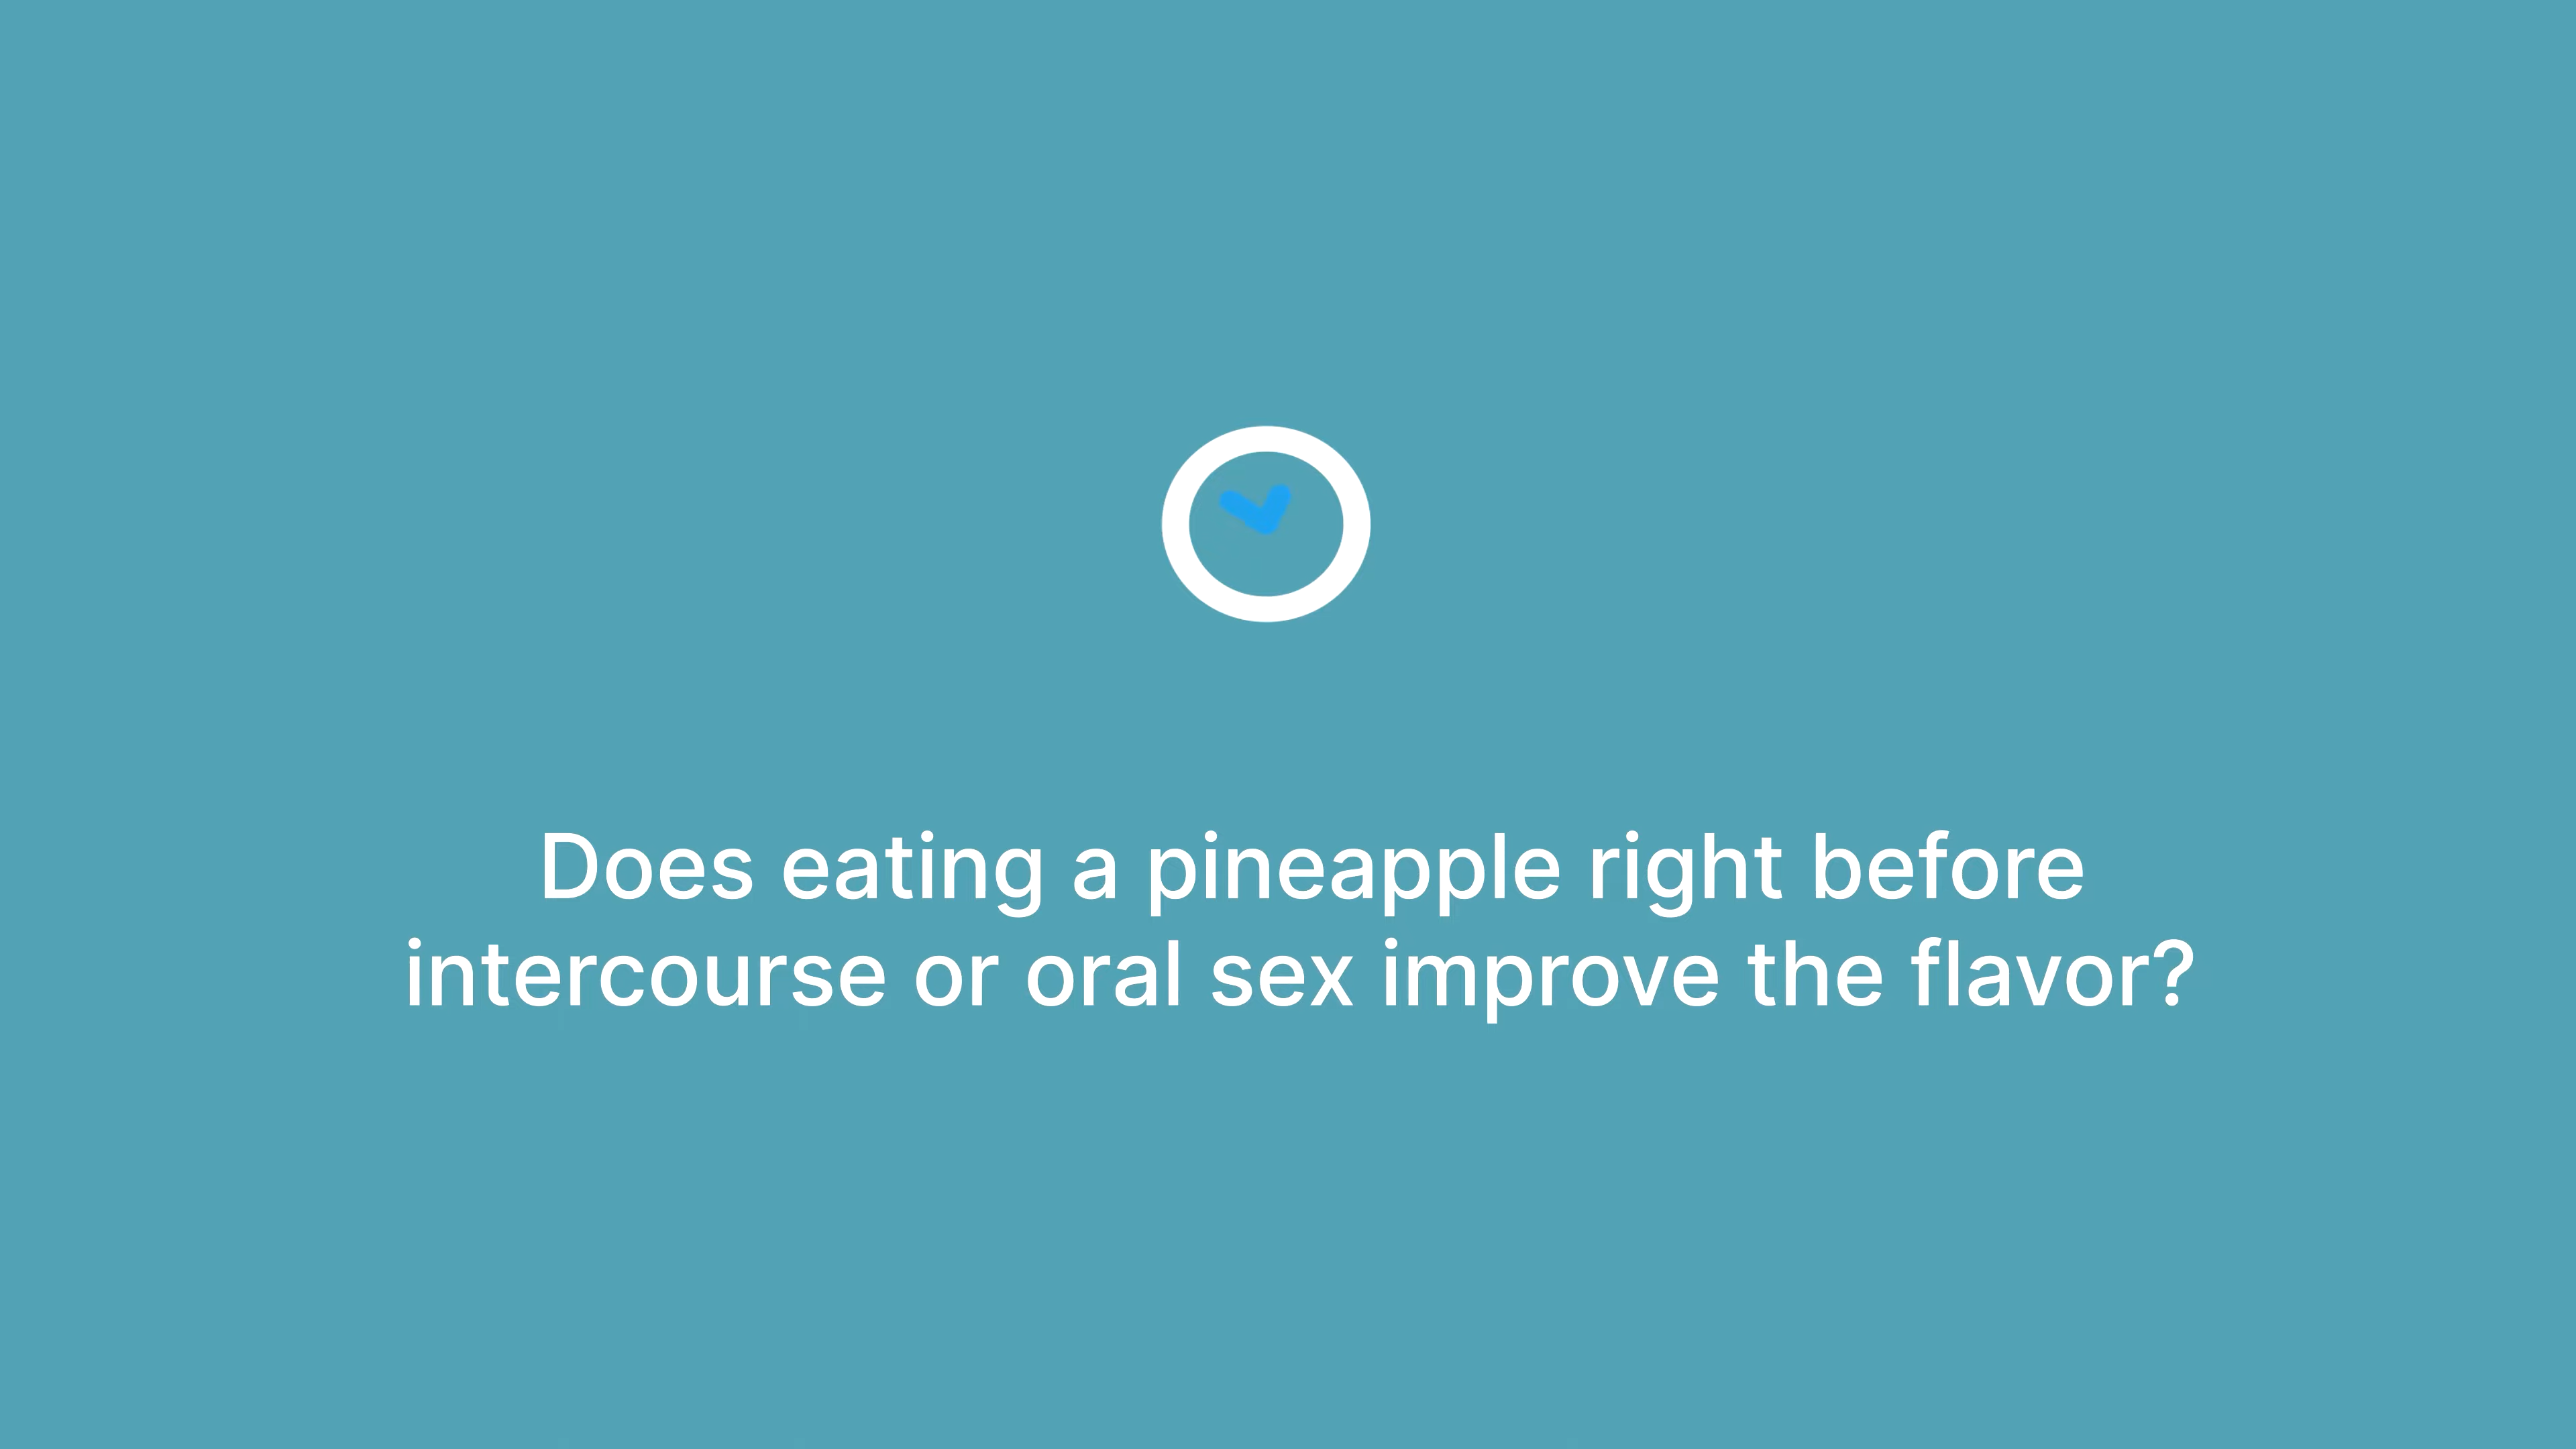 Does eating a pineapple right before
intercourse or oral sex improve the flavor?